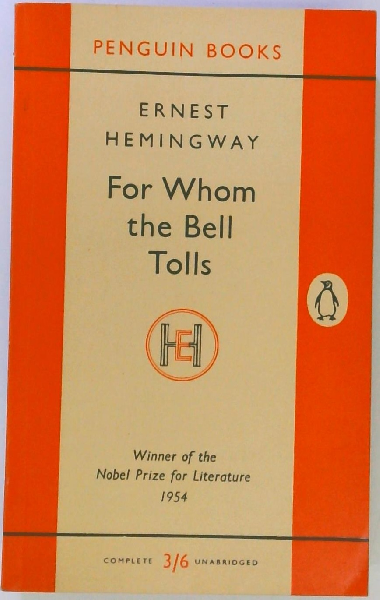 PENGUIN BOOKS
ERNEST
HEMINGWAY
For Whom
the Bell
Tolls
HEH
Winner of the
Nobel Prize for Literature
1954
COMPLETE 3/6 UNABRIDGED